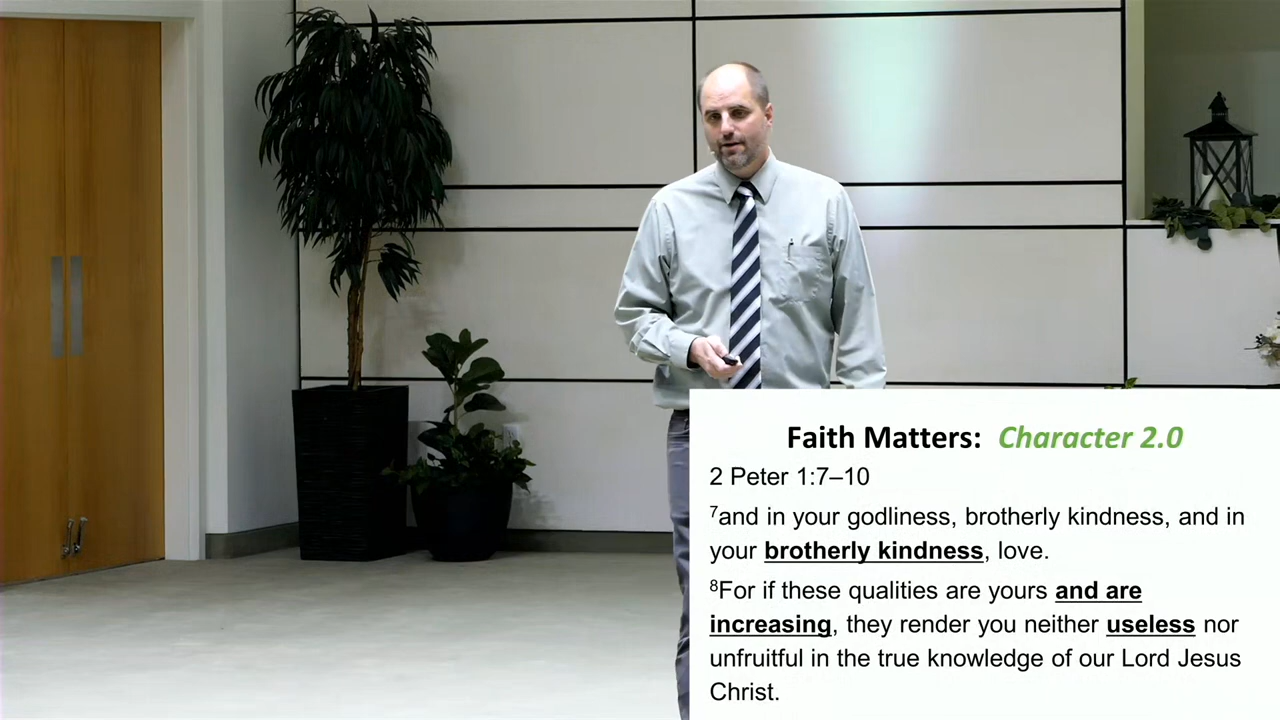 Faith Matters: Character 2.0
2 Peter 1:7–10
⁷and in your godliness, brotherly kindness, and in
your brotherly kindness, love.
⁸For if these qualities are yours and are
increasing, they render you neither useless nor
unfruitful in the true knowledge of our Lord Jesus
Christ.